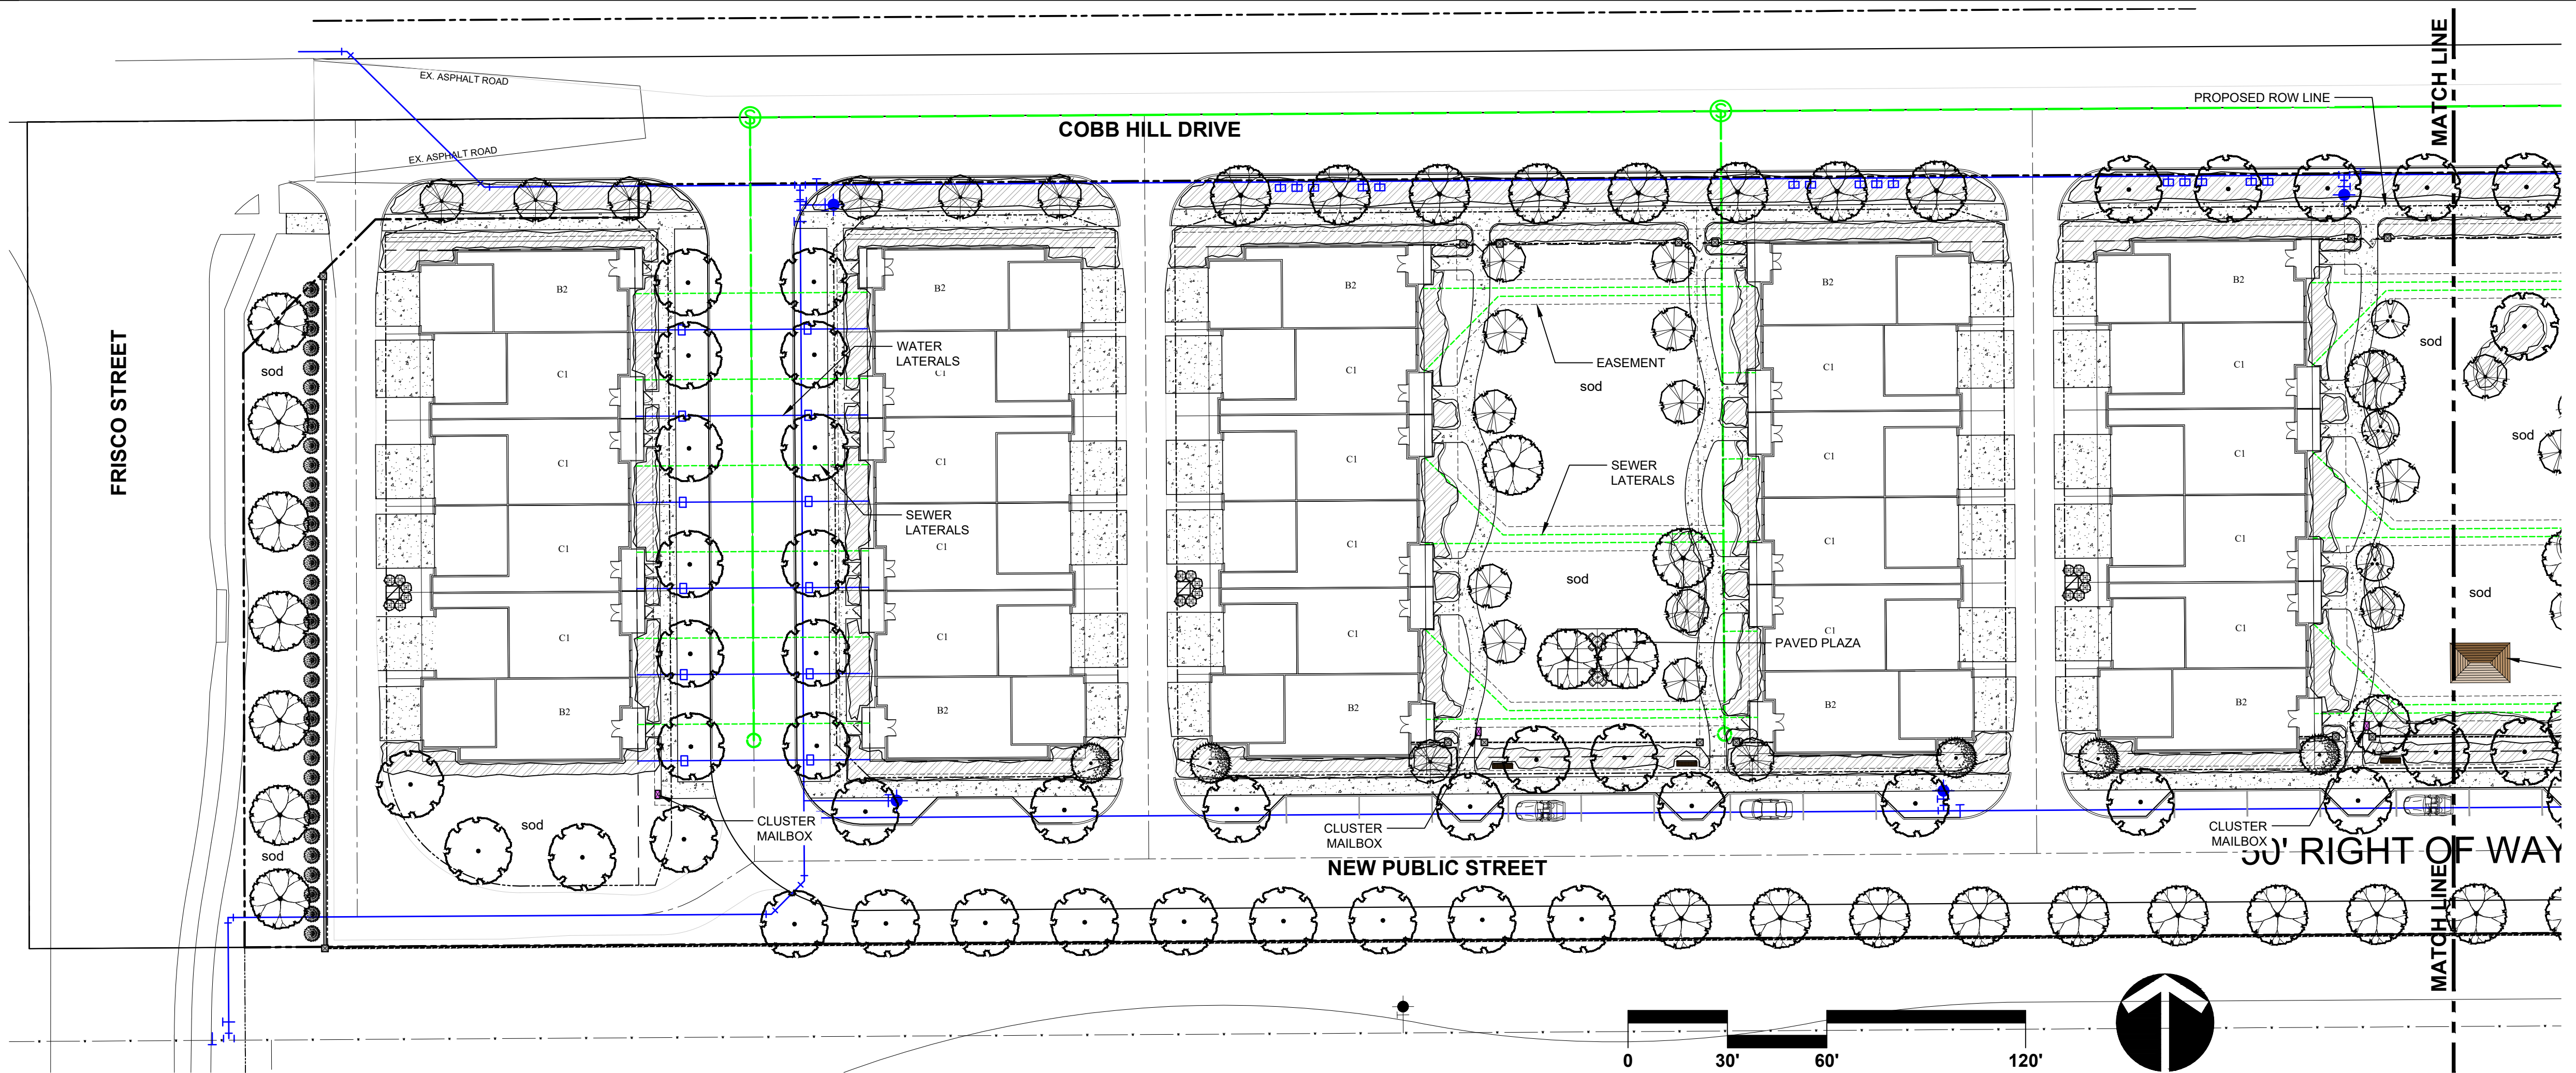 MATCH LINE
EX. ASPHALT ROAD
PROPOSED ROW LINE
COBB HILL DRIVE
EX. ASPHALT ROAD
S
S
B2
B2
B2
B2
B2
FRISCO STREET
WATER
LATERALS
EASEMENT
sod
sod
sod
C1
C1
C1
C1
C1
sod
C1
C1
C1
C1
C1
SEWER
LATERALS
SEWER
LATERALS
C1
C1
C1
C1
C1
sod
sod
C1
C1
C1
C1
C1
PAVED PLAZA
B2
B2
B2
B2
B2
sod
CLUSTER
MAILBOX
CLUSTER
MAILBOX
CLUSTER
MAILBOX
sod
50' RIGHT OF WAY
NEW PUBLIC STREET
MATCH LINE
0
30'
60'
120'